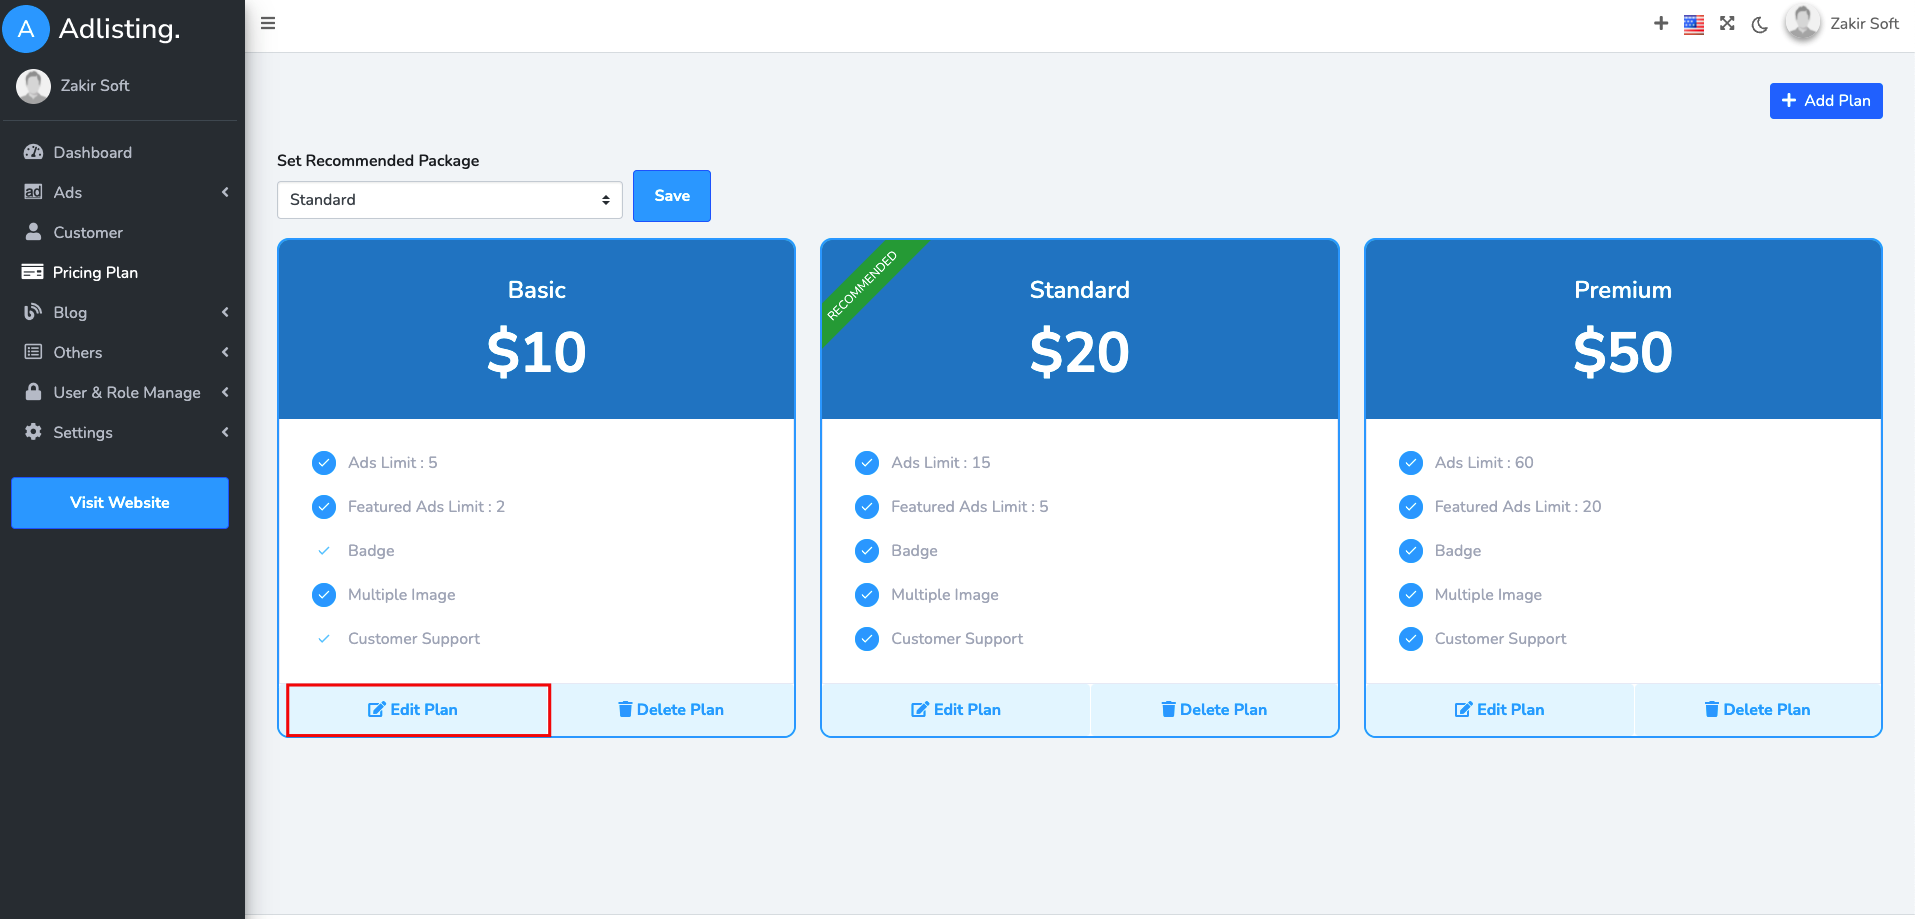 A Adlisting.
Zakir Soft
Zakir Soft
Dashboard
ad Ads
Customer
Pricing Plan
Blog
Others
User & Role Manage
Settings
Visit Website
Add Plan
Set Recommended Package
Standard
Save
Basic
$10
Ads Limit : 5
Featured Ads Limit : 2
Badge
Multiple Image
Customer Support
Edit Plan
Delete Plan
RECOMMENDED
Standard
$20
Ads Limit : 15
Featured Ads Limit : 5
Badge
Multiple Image
Customer Support
Edit Plan
Delete Plan
Premium
$50
Ads Limit : 60
Featured Ads Limit : 20
Badge
Multiple Image
Customer Support
Edit Plan
Delete Plan